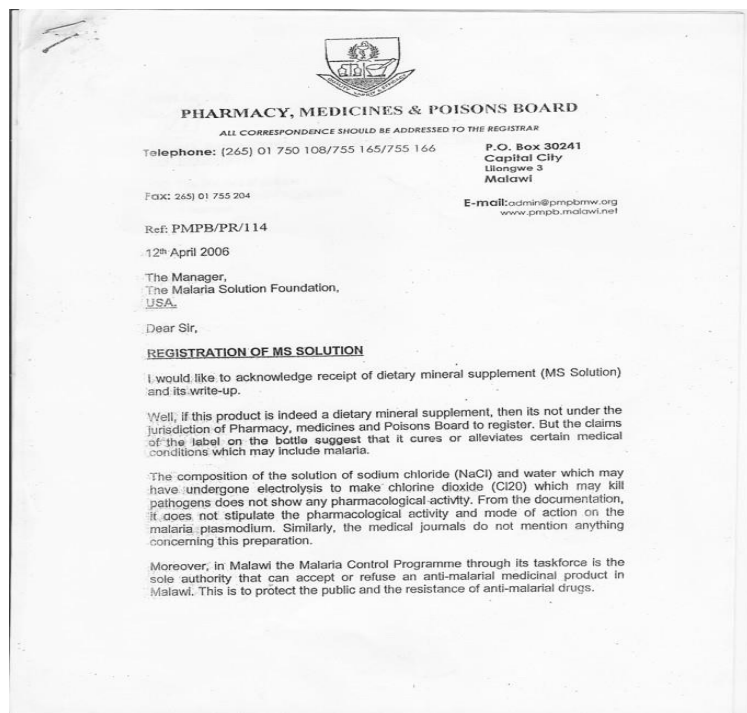 PHARMACY, MEDICINES & POISONS BOARD
ALL CORRESPONDENCE SHOULD BE ADDRESSED TO THE REGISTRAR
Telephone: (265) 01 750 108/755 165/755 166
P.O. Box 30241
Capital City
Lilongwe 3
Malawi
Fax: 265) 01 755 204
E-mail:admin@pmpbmw.org
www.pmpb.malawi.net
Ref: PMPB/PR/114
12th April 2006
The Manager,
The Malaria Solution Foundation,
USA.
Dear Sir,
REGISTRATION OF MS SOLUTION
I would like to acknowledge receipt of dietary mineral supplement (MS Solution)
and its write-up.
Well, if this product is indeed a dietary mineral supplement, then its not under the
jurisdiction of Pharmacy, medicines and Poisons Board to register. But the claims
of the label on the bottle suggest that it cures or alleviates certain medical
conditions which may include malaria.
The composition of the solution of sodium chloride (NaCl) and water which may
have undergone electrolysis to make chlorine dioxide (Cl20) which may kill
pathogens does not show any pharmacological activity. From the documentation,
it does not stipulate the pharmacological activity and mode of action on the
malaria plasmodium. Similarly, the medical journals do not mention anything
concerning this preparation.
Moreover, in Malawi the Malaria Control Programme through its taskforce is the
sole authority that can accept or refuse an anti-malarial medicinal product in
Malawi. This is to protect the public and the resistance of anti-malarial drugs.